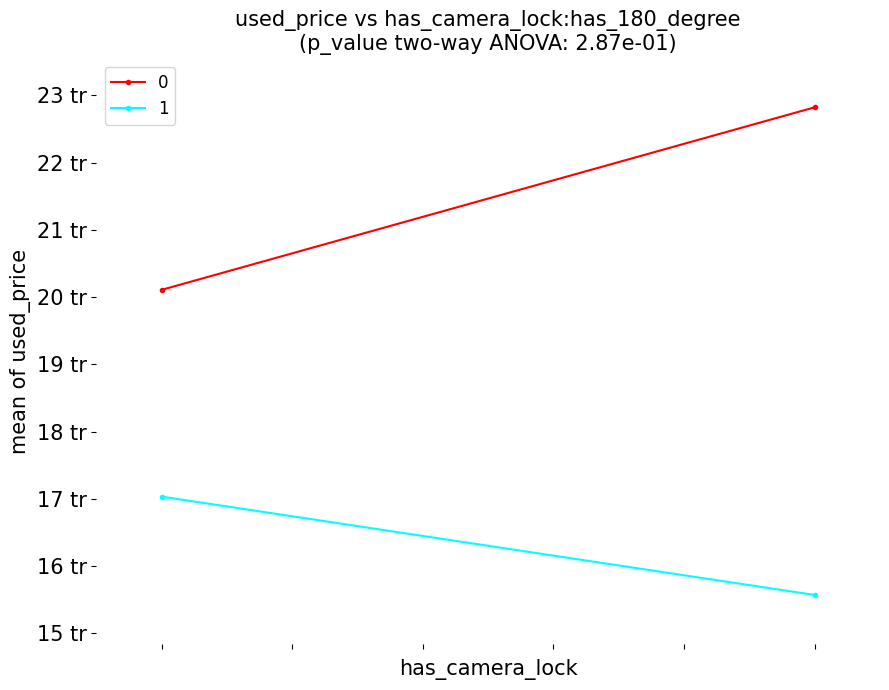 used_price vs has_camera_lock:has_180_degree
(p_value two-way ANOVA: 2.87e-01)
0
1
23 tr
22 tr
21 tr
20 tr
19 tr
18 tr
17 tr
16 tr
15 tr
mean of used_price
has_camera_lock